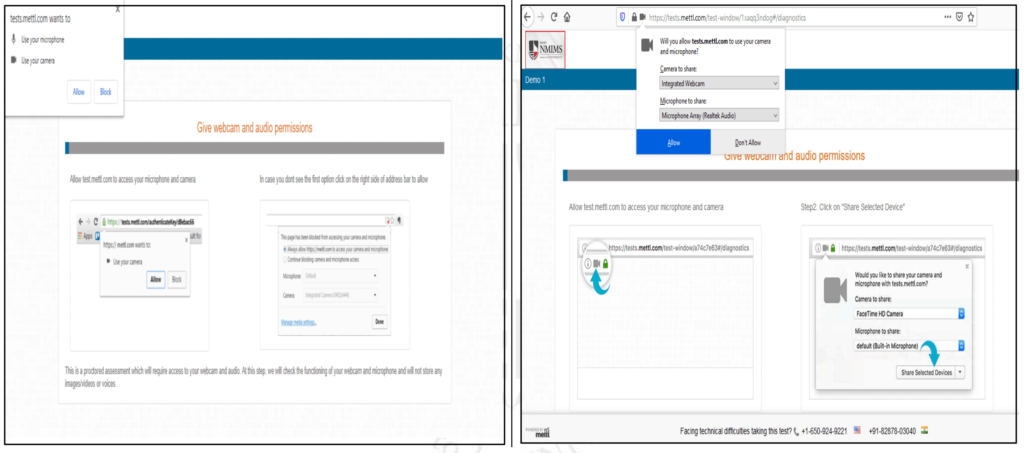 tests.mettl.com wants to
X
Use your microphone
Use your camera
Allow
Block
Give webcam and audio permissions
Allow test.mettl.com to access your microphone and camera
In case you dont see the first option click on the right side of address bar to allow
https://tests.mettl.com/authenticateKey/d8ebac66
Apps
https:// mettl.com wants to:
Use your camera
Allow
Block
This page has been blocked from accessing your camera and microphone.
Always allow https://mettl.com to access your camera and microphone
Continue blocking camera and microphone access
Microphone: Default
Camera:
Manage media settings...
Done
This is a proctored assessment which will require access to your webcam and audio. At this step, we will check the functioning of your webcam and microphone and will not store any
images/videos or voices.
https://tests.mettl.com/test-window/1xaqq3ndog#/diagnostics
NMIMS
Demo 1
Will you allow tests.mettl.com to use your camera
and microphone?
Camera to share:
Integrated Webcam
Microphone to share:
Microphone Array (Realtek Audio)
Allow
Don't Allow
Give webcam and audio permissions
Allow test.mettl.com to access your microphone and camera
Step2: Click on "Share Selected Device"
https://tests.mettl.com/test-window/a74c7e83#/diagnostics
https://tests.mettl.com/test-window/a74c7e83#/diagnostics
Would you like to share your camera and
microphone with tests.mettl.com?
Camera to share:
FaceTime HD Camera
Microphone to share:
default (Built-in Microphone)
Share Selected Devices
POWERED BY
mettl
Facing technical difficulties taking this test? +1-650-924-9221 +91-82878-03040